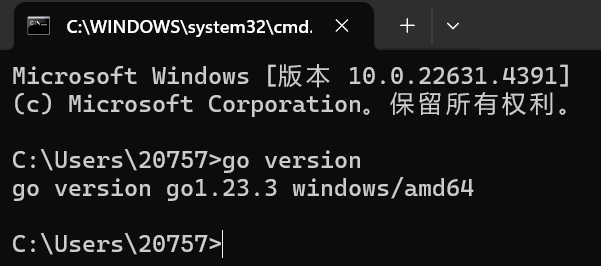 C:\WINDOWS\system32\cmd.
Microsoft Windows [版本 10.0.22631.4391]
(c) Microsoft Corporation。保留所有权利。
C:\Users\20757>go version
go version go1.23.3 windows/amd64
C:\Users\20757>